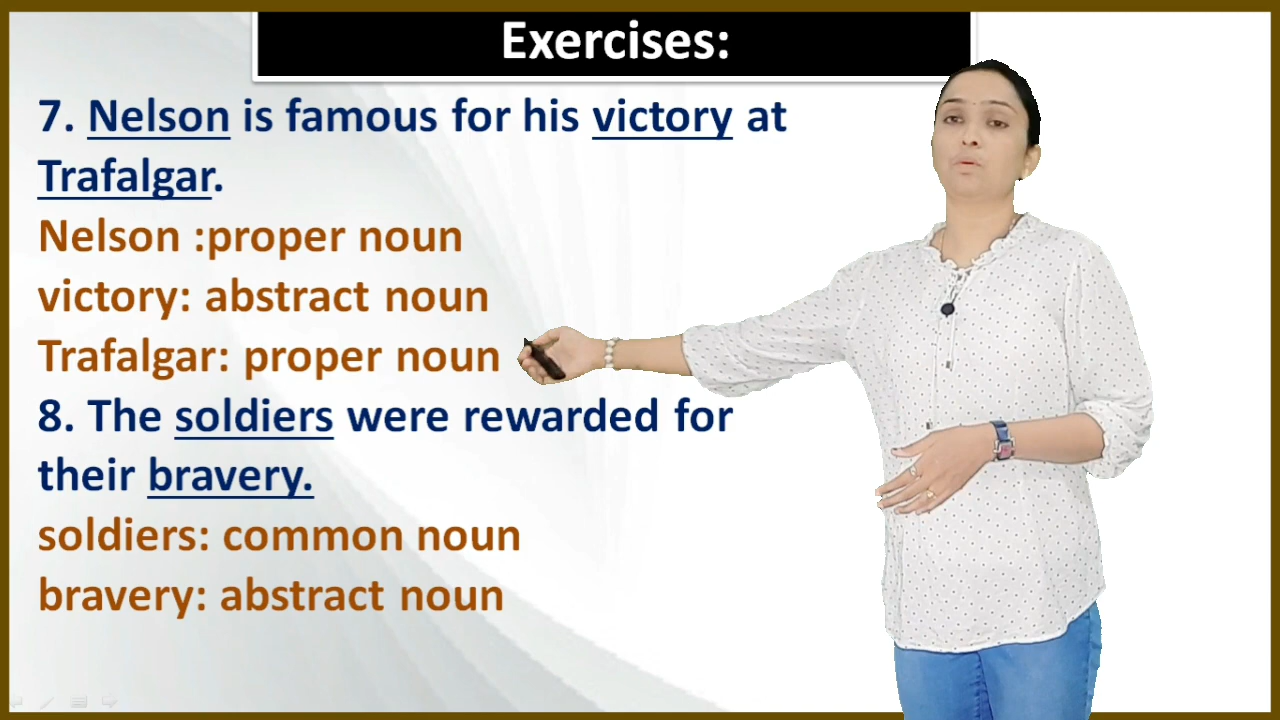 Exercises:
7. Nelson is famous for his victory at
Trafalgar.
Nelson :proper noun
victory: abstract noun
Trafalgar: proper noun
8. The soldiers were rewarded for
their bravery.
soldiers: common noun
bravery: abstract noun